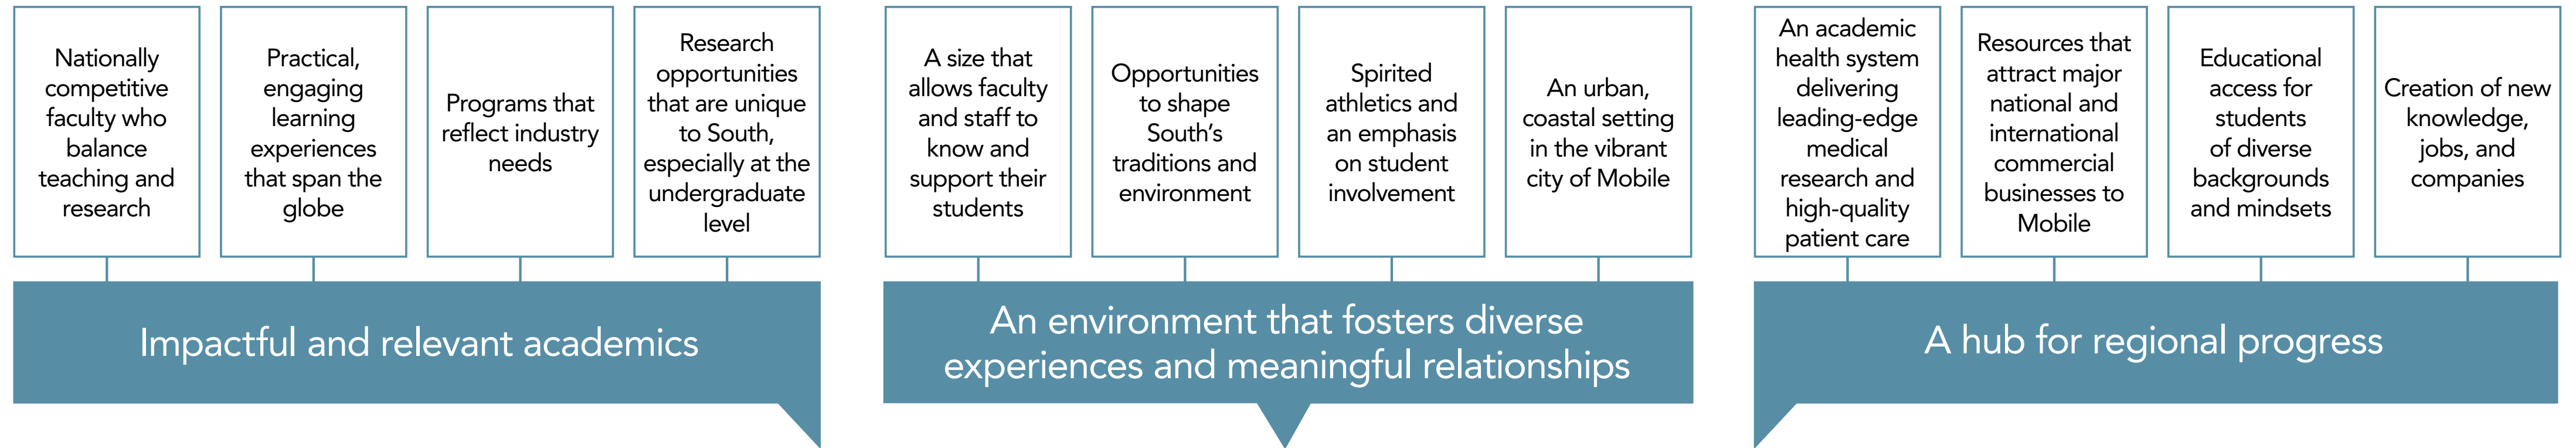 Nationally
competitive
faculty who
balance
teaching and
research
Practical,
engaging
learning
experiences
that span the
globe
Programs that
reflect industry
needs
Research
opportunities
that are unique
to South,
especially at the
undergraduate
level
Impactful and relevant academics
A size that
allows faculty
and staff to
know and
support their
students
Opportunities
to shape
South’s
traditions and
environment
Spirited
athletics and
an emphasis
on student
involvement
An urban,
coastal setting
in the vibrant
city of Mobile
An environment that fosters diverse
experiences and meaningful relationships
An academic
health system
delivering
leading-edge
medical
research and
high-quality
patient care
Resources that
attract major
national and
international
commercial
businesses to
Mobile
Educational
access for
students
of diverse
backgrounds
and mindsets
Creation of new
knowledge,
jobs, and
companies
A hub for regional progress